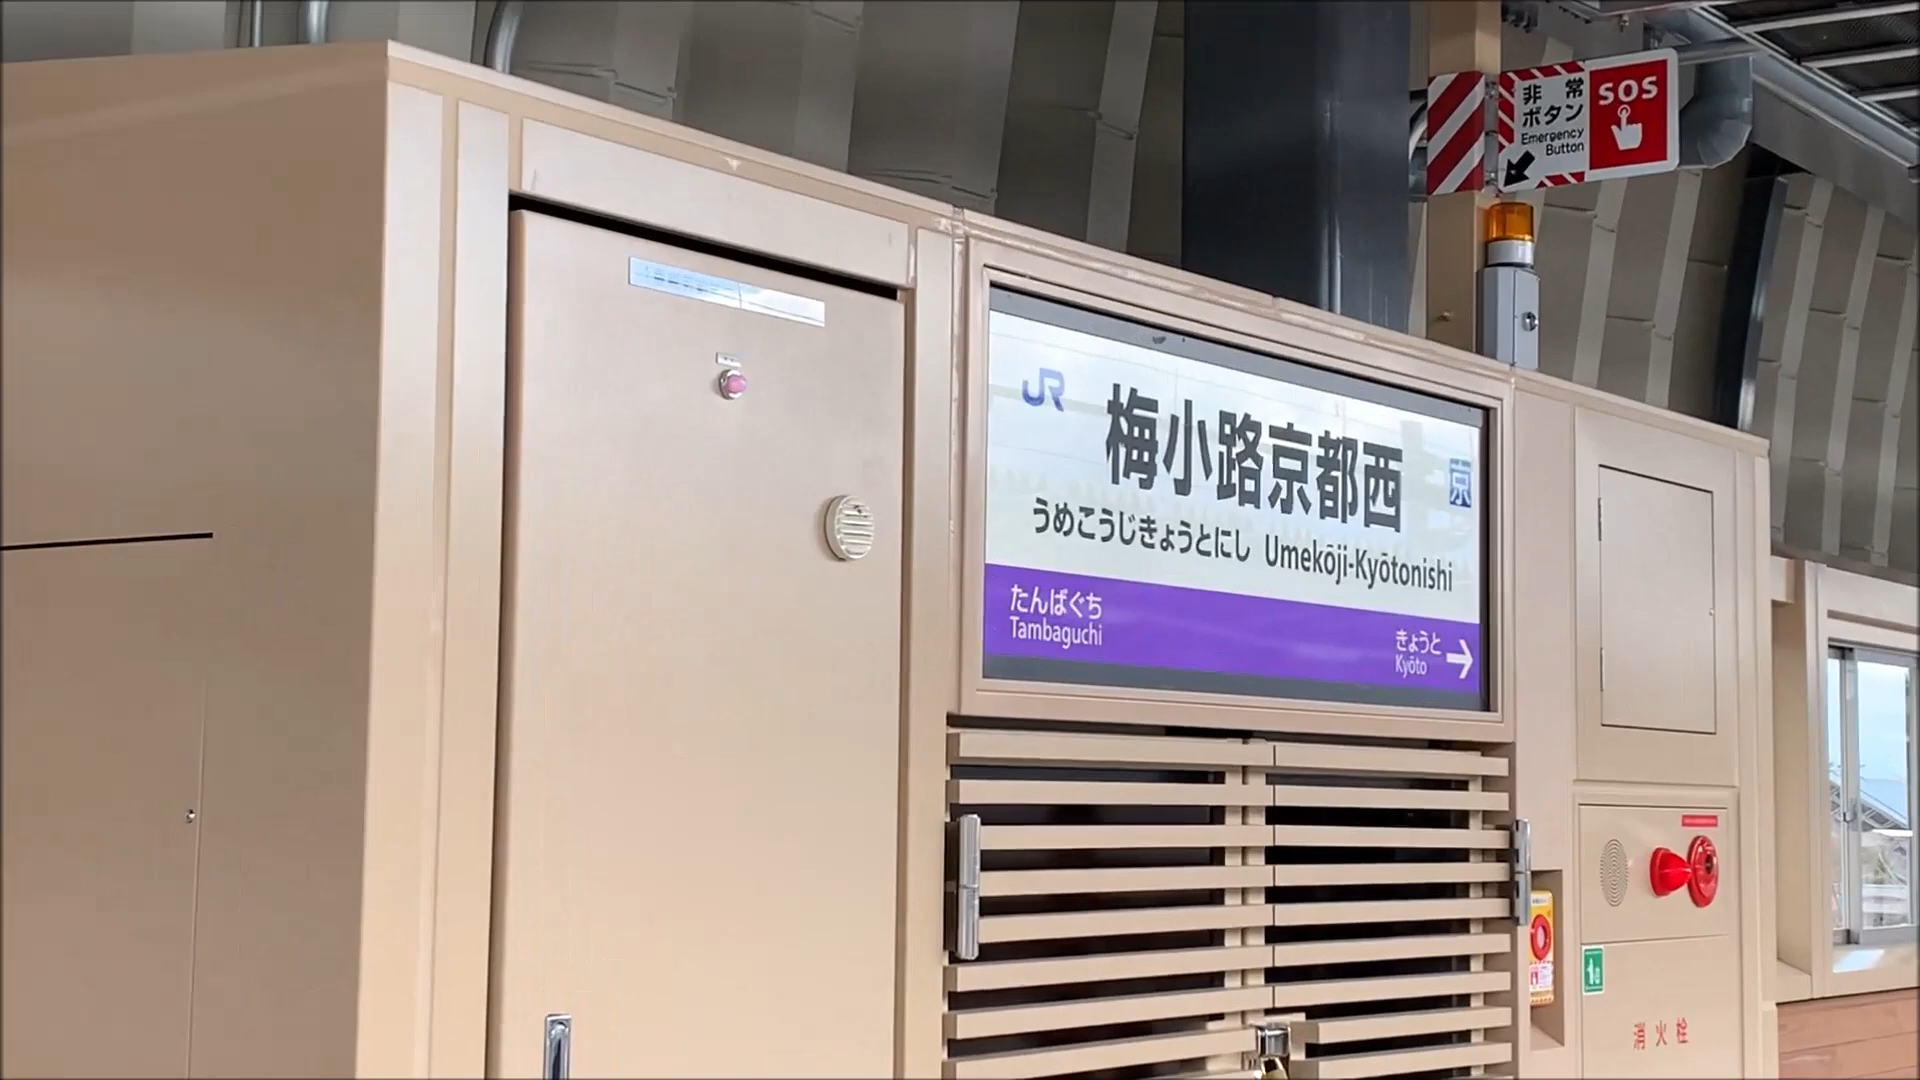 非常
ボタン
Emergency
Button
SOS
JR
梅小路京都西
京
うめこうじきょうとにし Umekōji-Kyōtonishi
たんばぐち
Tambaguchi
きょうと
Kyōto
消火栓